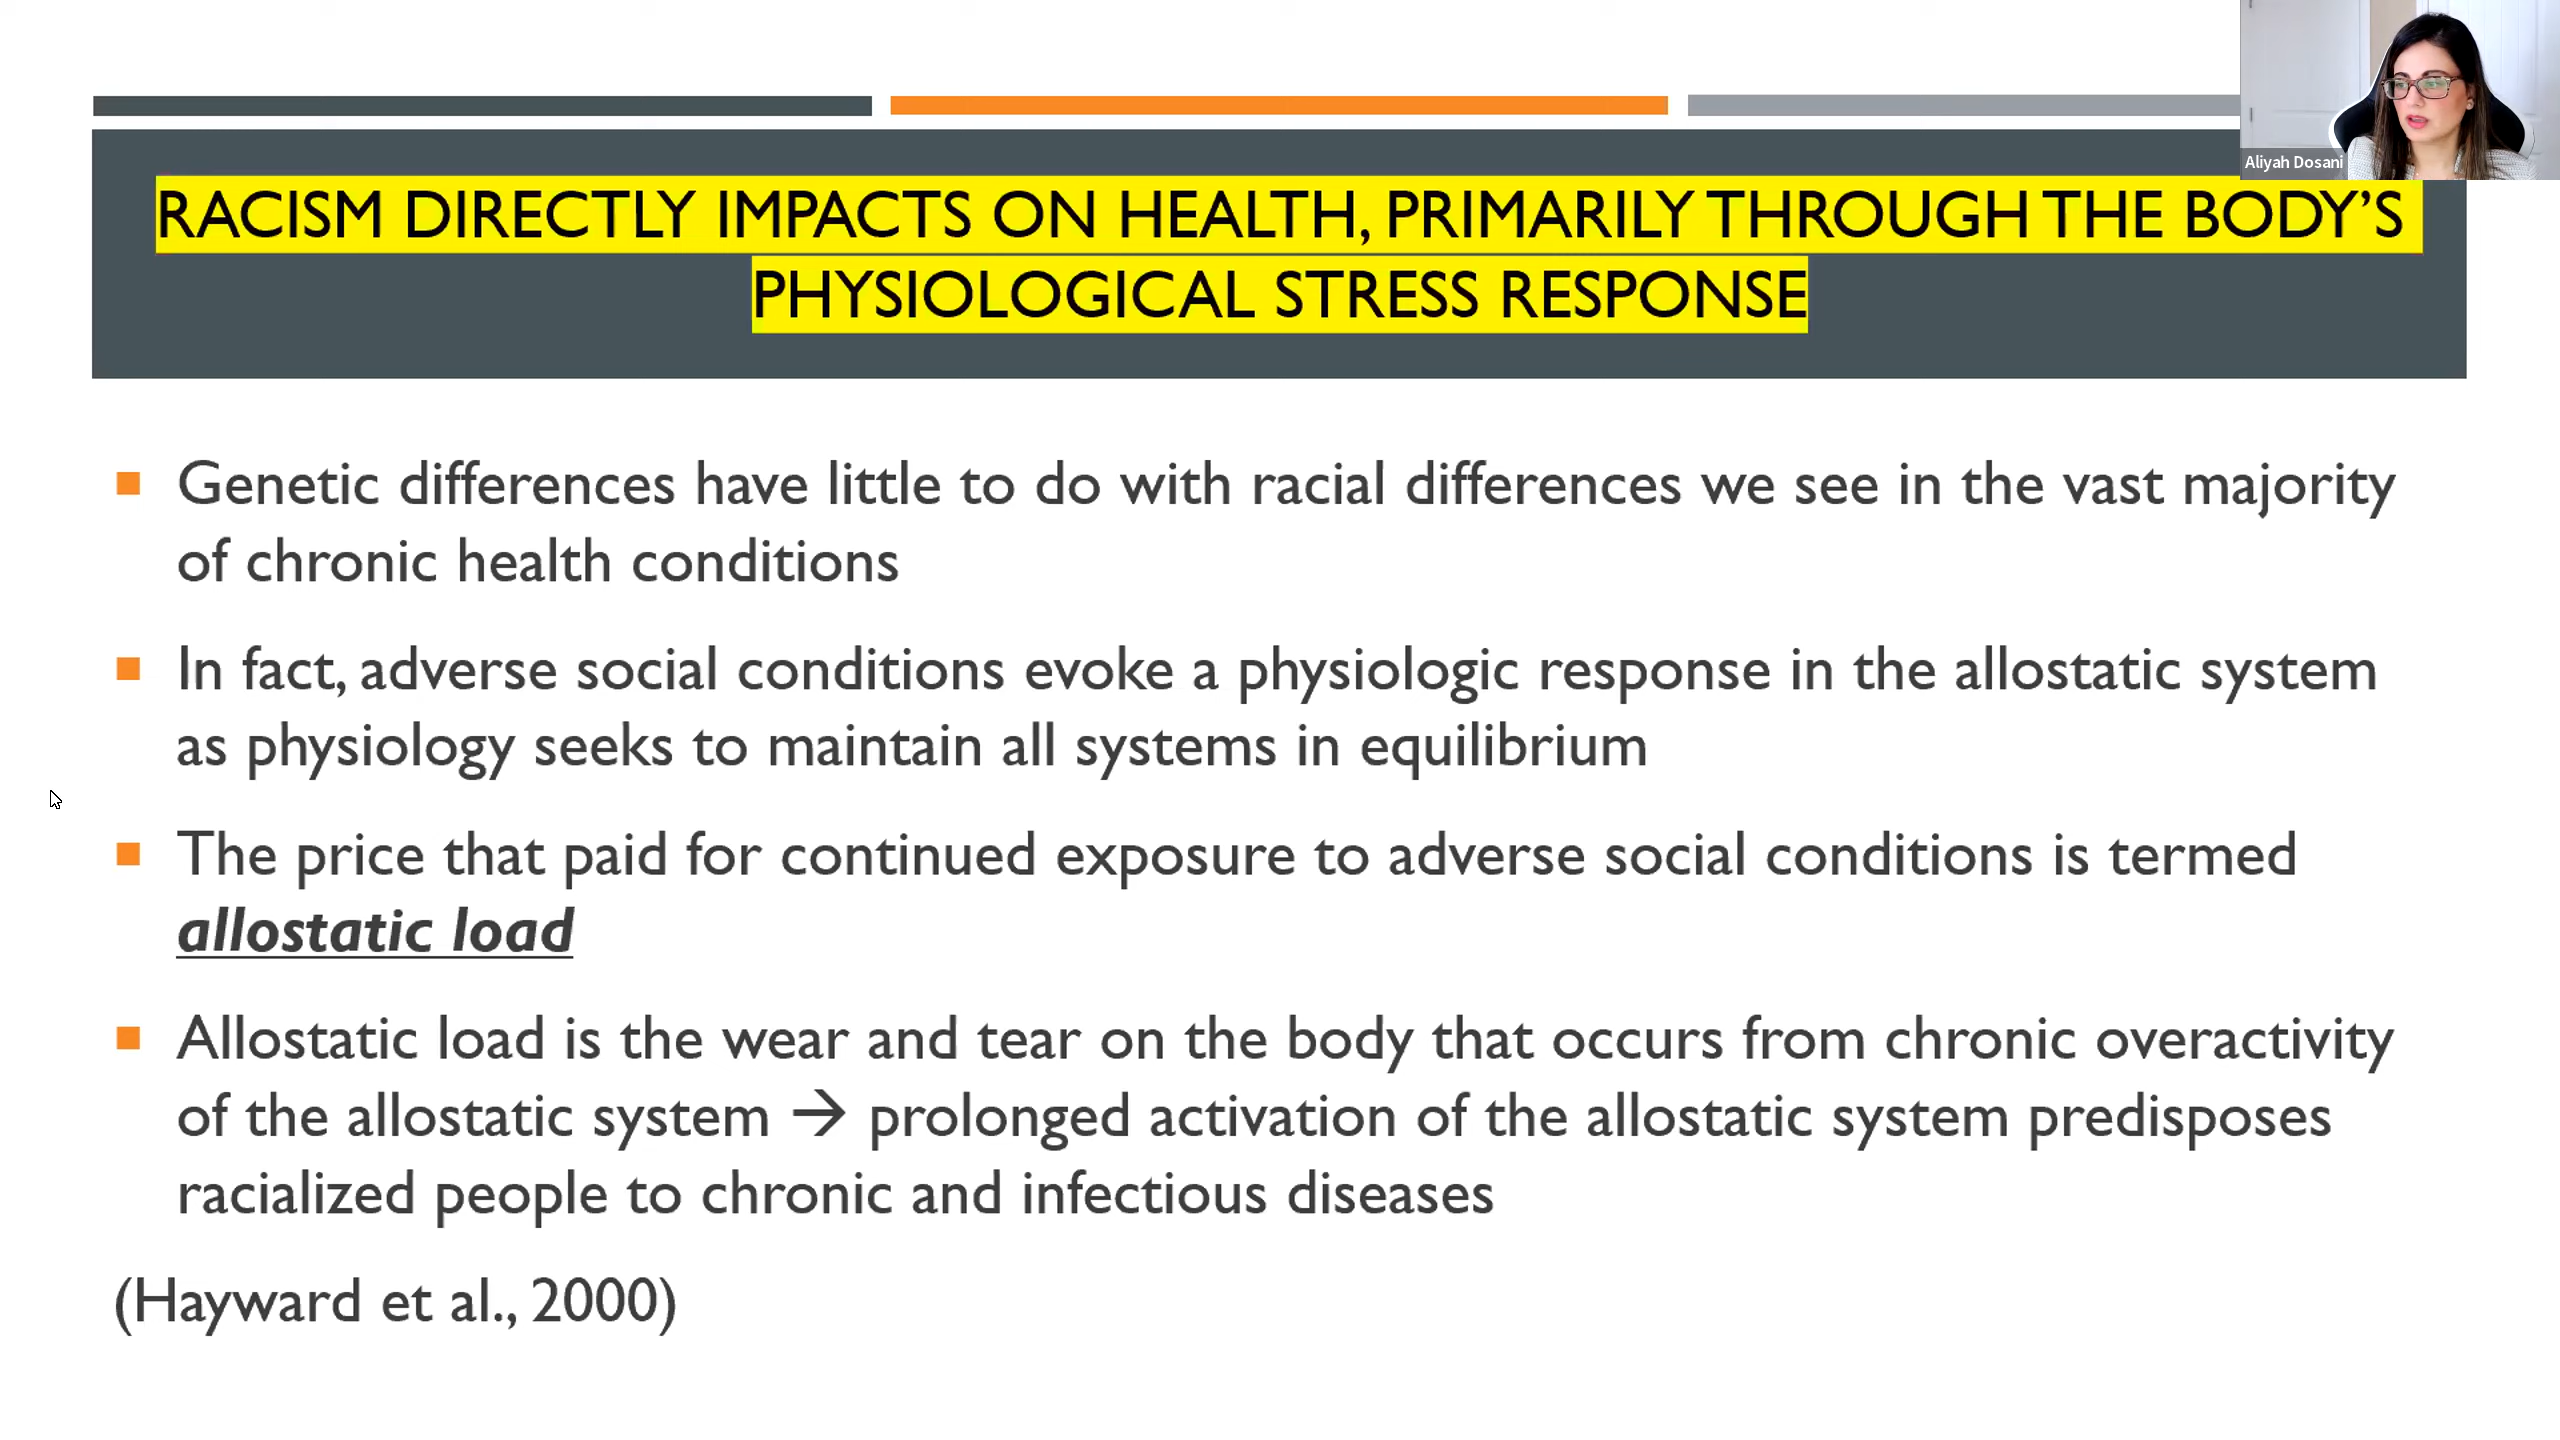 Aliyah Dosani
RACISM DIRECTLY IMPACTS ON HEALTH, PRIMARILY THROUGH THE BODY’S
PHYSIOLOGICAL STRESS RESPONSE
Genetic differences have little to do with racial differences we see in the vast majority
of chronic health conditions
In fact, adverse social conditions evoke a physiologic response in the allostatic system
as physiology seeks to maintain all systems in equilibrium
The price that paid for continued exposure to adverse social conditions is termed
allostatic load
Allostatic load is the wear and tear on the body that occurs from chronic overactivity
of the allostatic system → prolonged activation of the allostatic system predisposes
racialized people to chronic and infectious diseases
(Hayward et al., 2000)